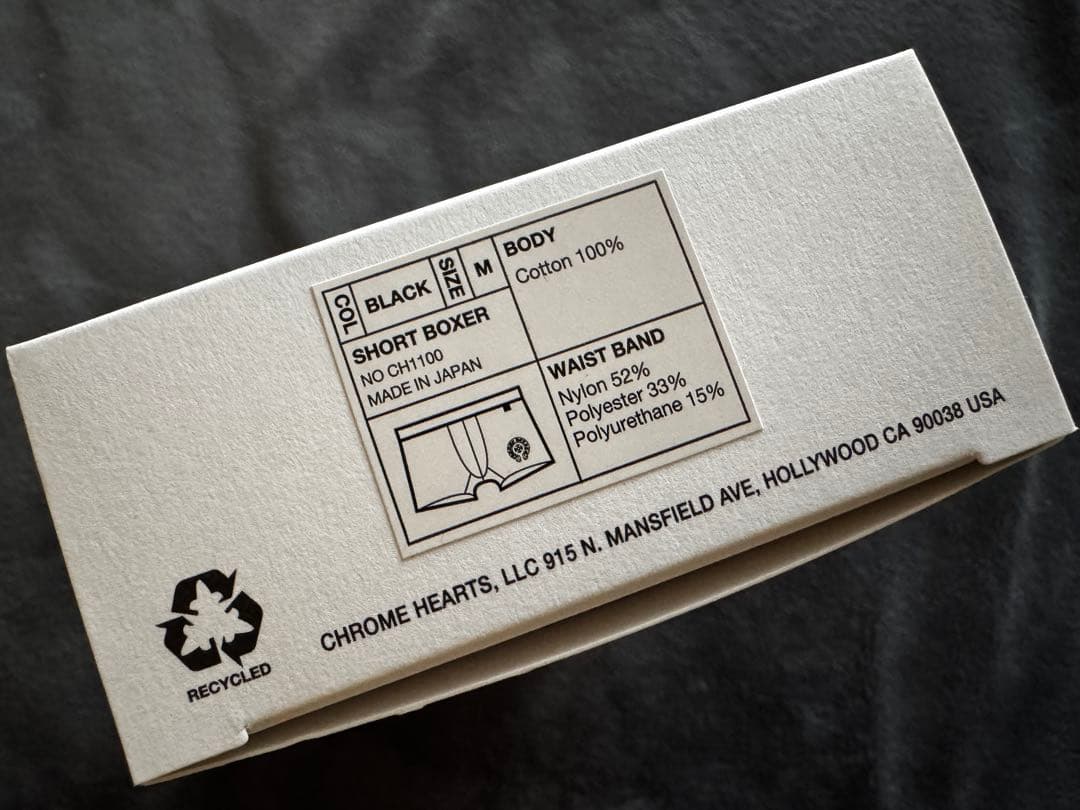 COL BLACK SIZE M
SHORT BOXER
NO CH1100
MADE IN JAPAN
BODY
Cotton 100%
WAIST BAND
Nylon 52%
Polyester 33%
Polyurethane 15%
CHROME HEARTS, LLC 915 N. MANSFIELD AVE, HOLLYWOOD CA 90038 USA
RECYCLED